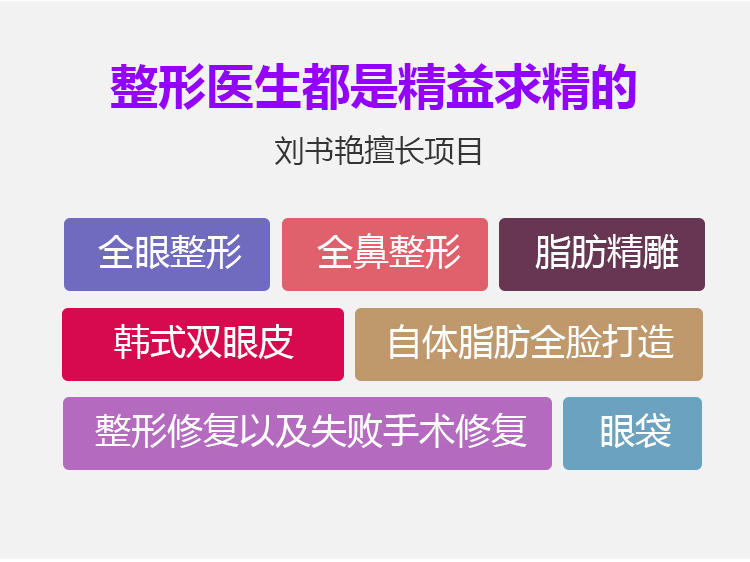 整形医生都是精益求精的
刘书艳擅长项目
全眼整形
全鼻整形
脂肪精雕
韩式双眼皮
自体脂肪全脸打造
整形修复以及失败手术修复
眼袋